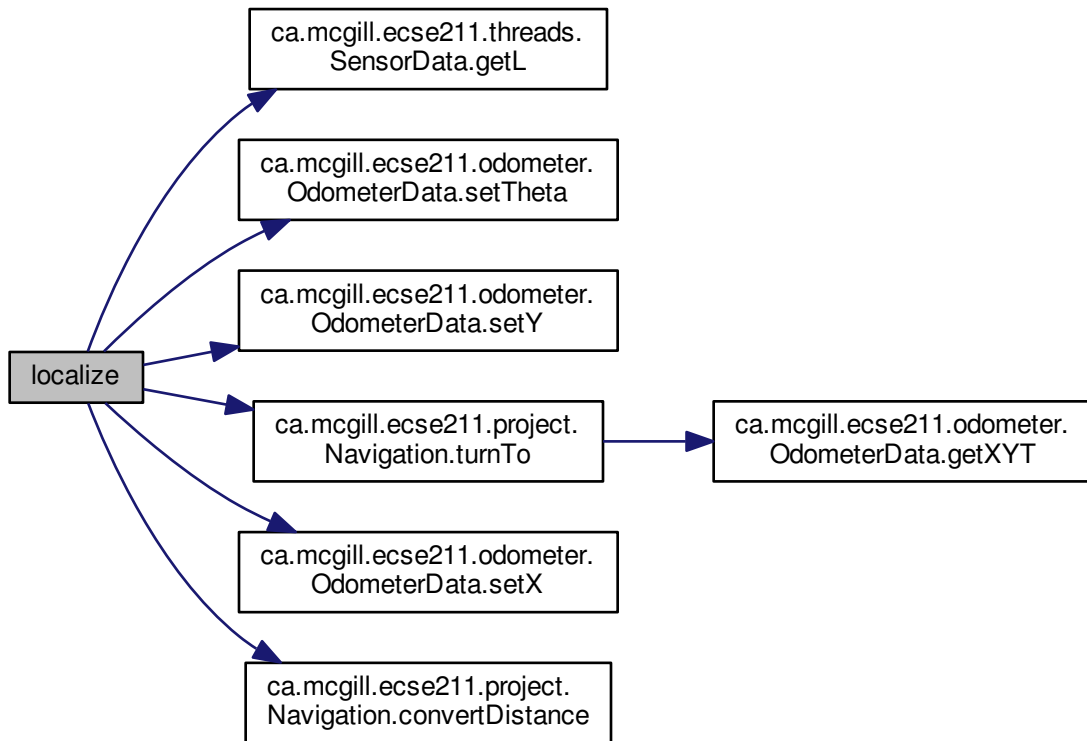 ca.mcgill.ecse211.threads.
SensorData.getL
ca.mcgill.ecse211.odometer.
OdometerData.setTheta
ca.mcgill.ecse211.odometer.
OdometerData.setY
localize
ca.mcgill.ecse211.project.
Navigation.turnTo
ca.mcgill.ecse211.odometer.
OdometerData.getXYT
ca.mcgill.ecse211.odometer.
OdometerData.setX
ca.mcgill.ecse211.project.
Navigation.convertDistance